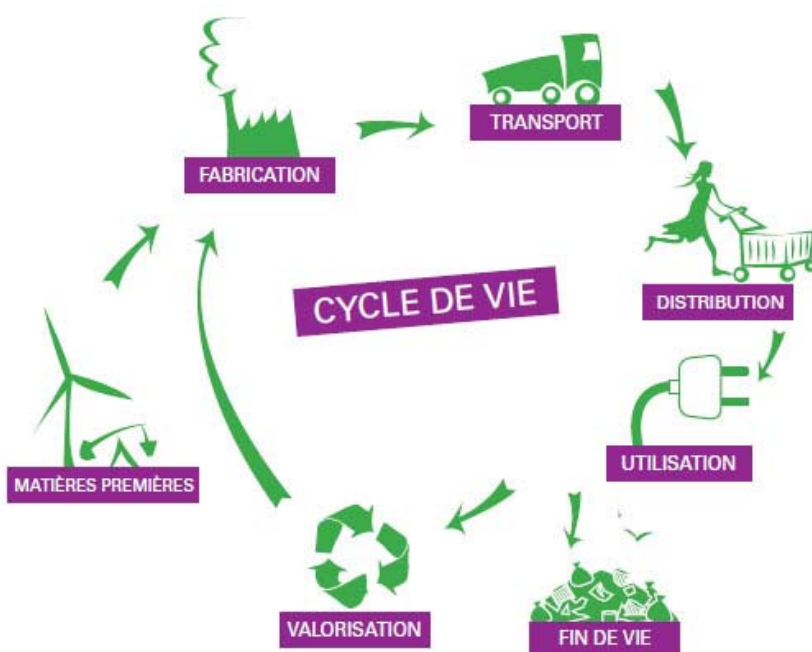 TRANSPORT
FABRICATION
CYCLE DE VIE
DISTRIBUTION
UTILISATION
MATIÈRES PREMIÈRES
VALORISATION
FIN DE VIE